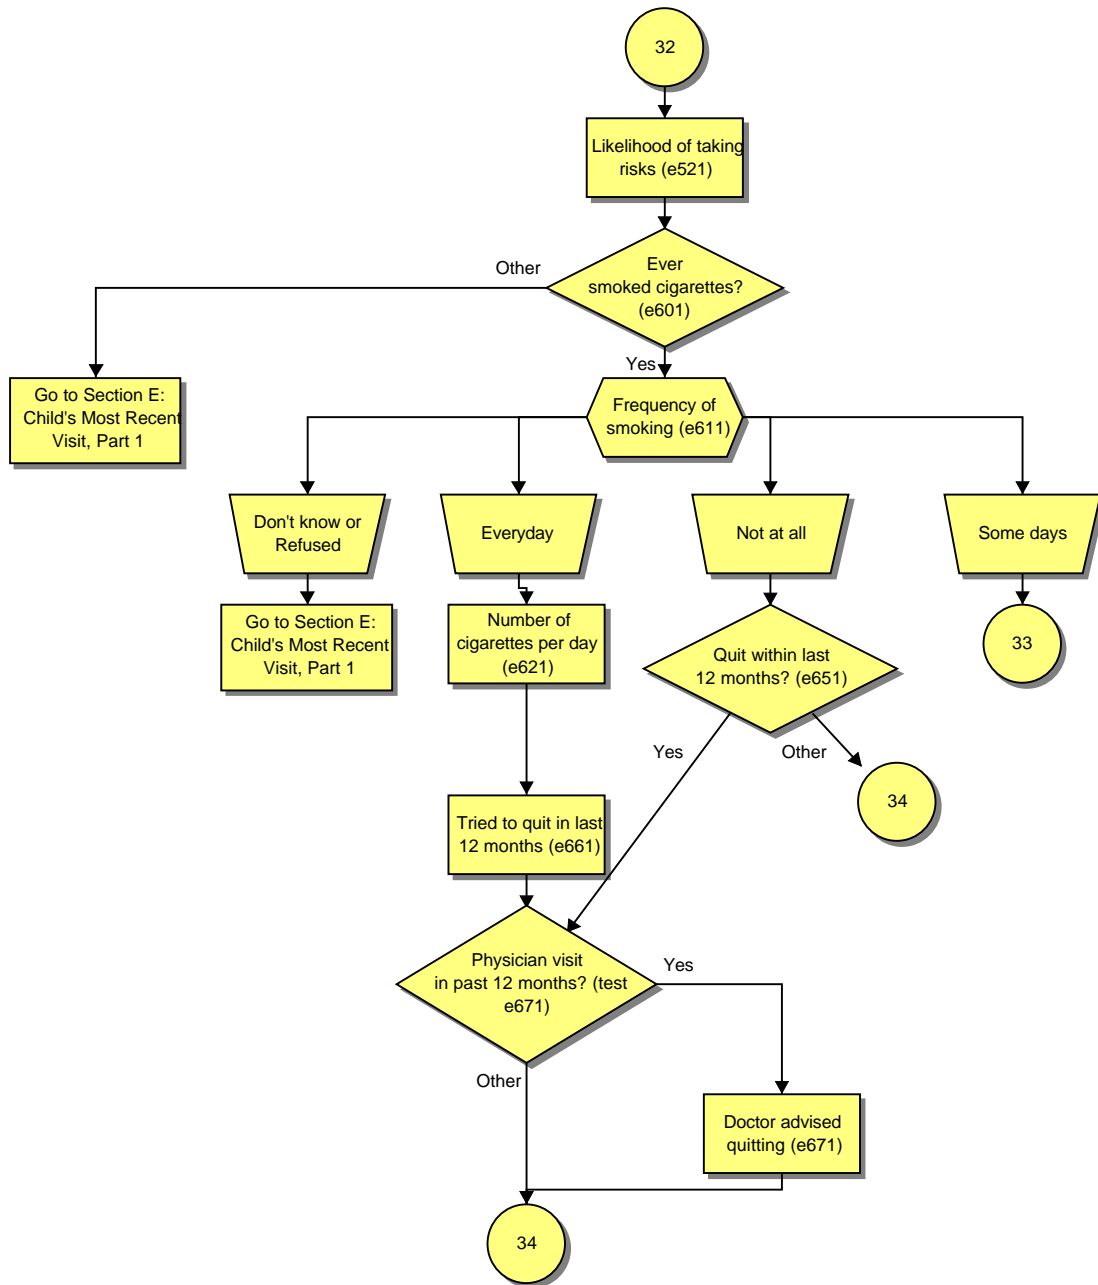 32
Likelihood of taking
risks (e521)
Ever
smoked cigarettes?
(e601)
Other
Yes
Go to Section E:
Child's Most Recent
Visit, Part 1
Frequency of
smoking (e611)
Don't know or
Refused
Everyday
Not at all
Some days
Go to Section E:
Child's Most Recent
Visit, Part 1
Number of
cigarettes per day
(e621)
Quit within last
12 months? (e651)
33
Yes
Other
34
Tried to quit in last
12 months (e661)
Physician visit
in past 12 months? (test
e671)
Yes
Other
Doctor advised
quitting (e671)
34